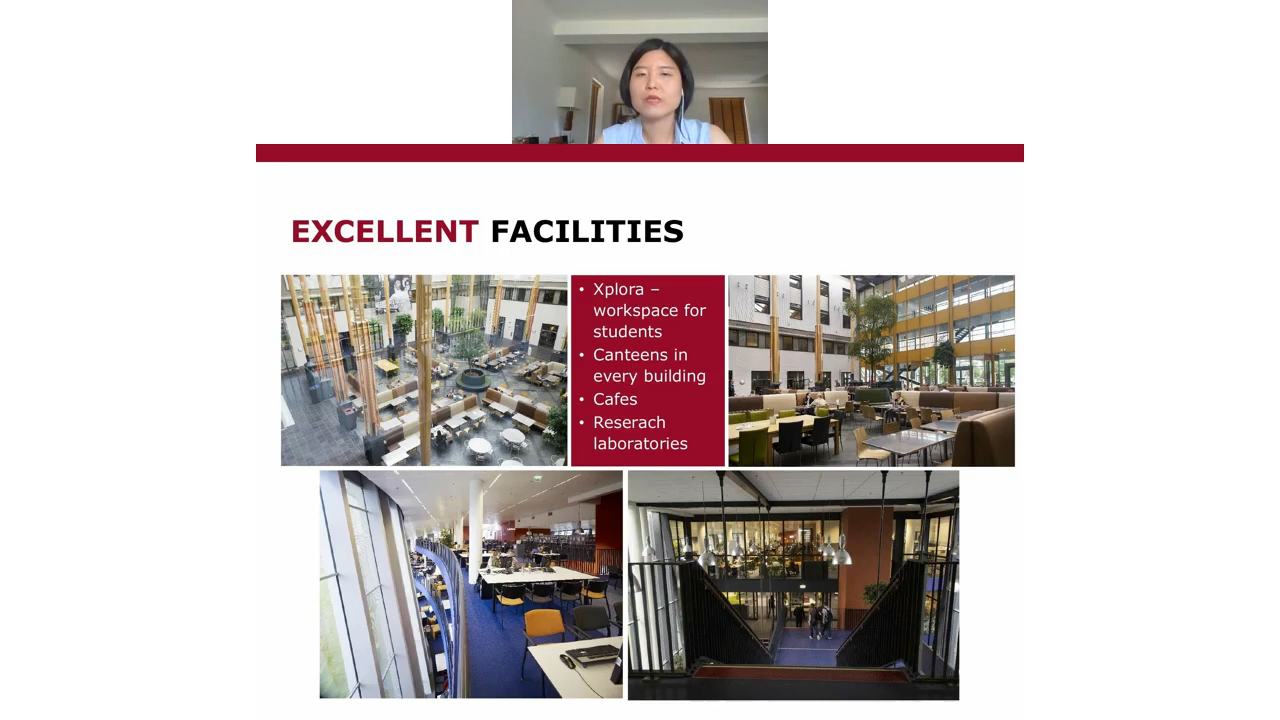 EXCELLENT FACILITIES
• Xplora –
workspace for
students
• Canteens in
every building
• Cafes
• Reserach
laboratories